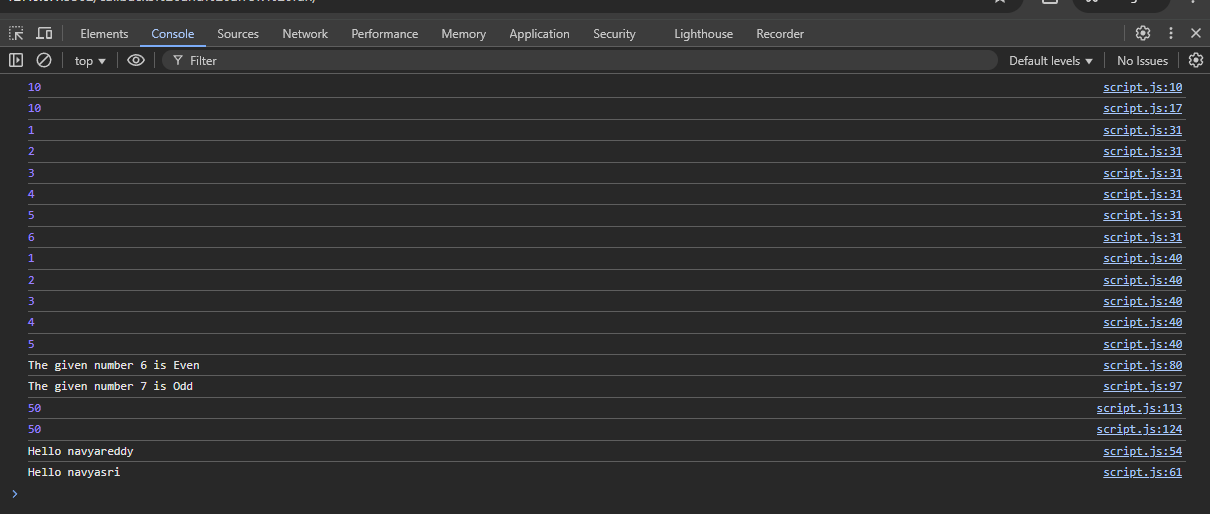 Elements Console Sources Network Performance Memory Application Security Lighthouse Recorder
top Filter Default levels No Issues
10 script.js:10
10 script.js:17
1 script.js:31
2 script.js:31
3 script.js:31
4 script.js:31
5 script.js:31
6 script.js:31
1 script.js:40
2 script.js:40
3 script.js:40
4 script.js:40
5 script.js:40
The given number 6 is Even script.js:80
The given number 7 is Odd script.js:97
50 script.js:113
50 script.js:124
Hello navyareddy script.js:54
Hello navyasri script.js:61